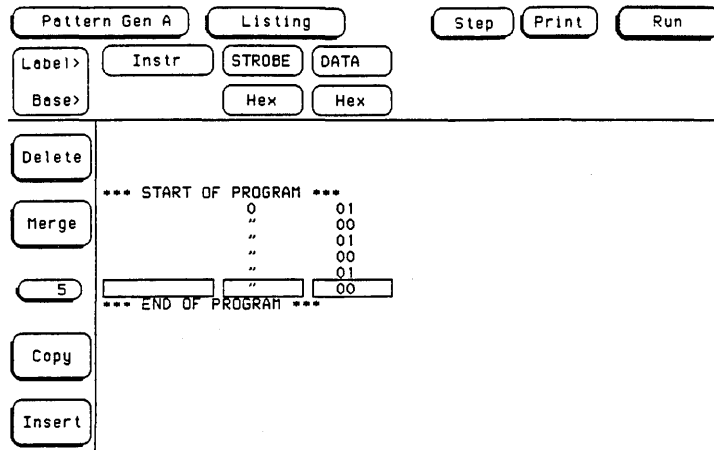 Pattern Gen A Listing Step Print Run
Label> Instr STROBE DATA
Base> Hex Hex
Delete
*** START OF PROGRAM ***
0 01
Merge " 00
" 01
" 00
" 01
5 " 00
*** END OF PROGRAM ***
Copy
Insert